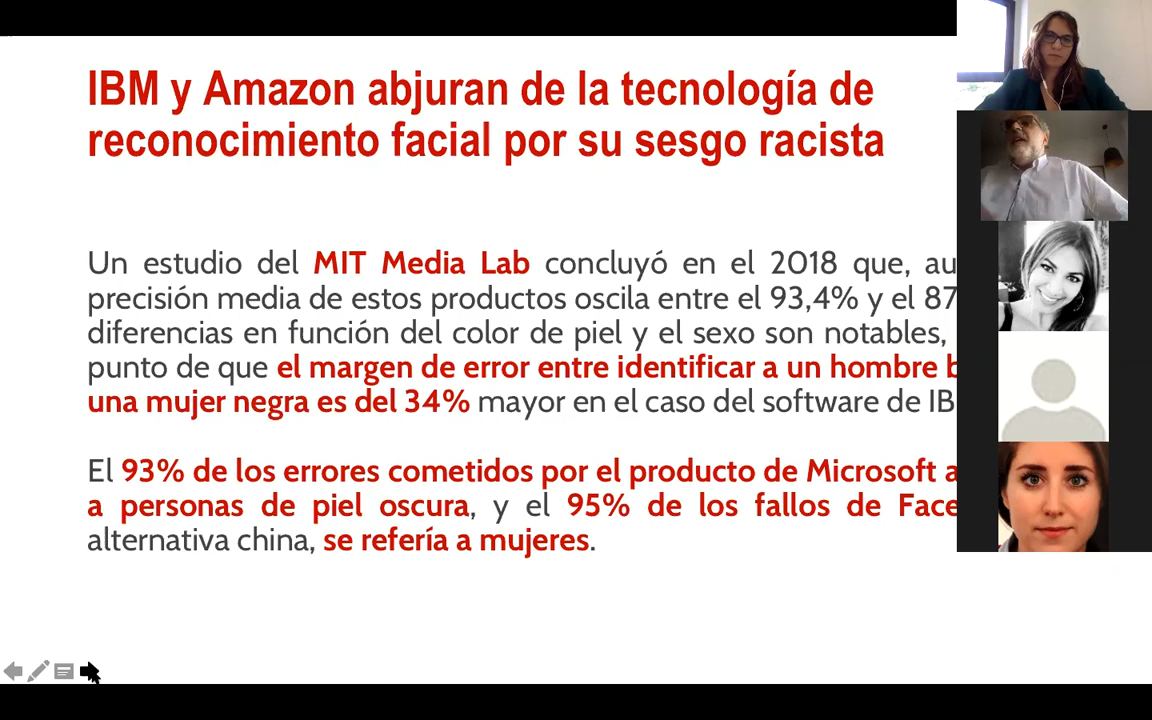 IBM y Amazon abjuran de la tecnología de
reconocimiento facial por su sesgo racista
Un estudio del MIT Media Lab concluyó en el 2018 que,
precisión media de estos productos oscila entre el 93,4% y el
diferencias en función del color de piel y el sexo son notables,
punto de que el margen de error entre identificar a un hombre
una mujer negra es del 34% mayor en el caso del software de
El 93% de los errores cometidos por el producto de Microsoft
a personas de piel oscura, y el 95% de los fallos de
alternativa china, se refería a mujeres.